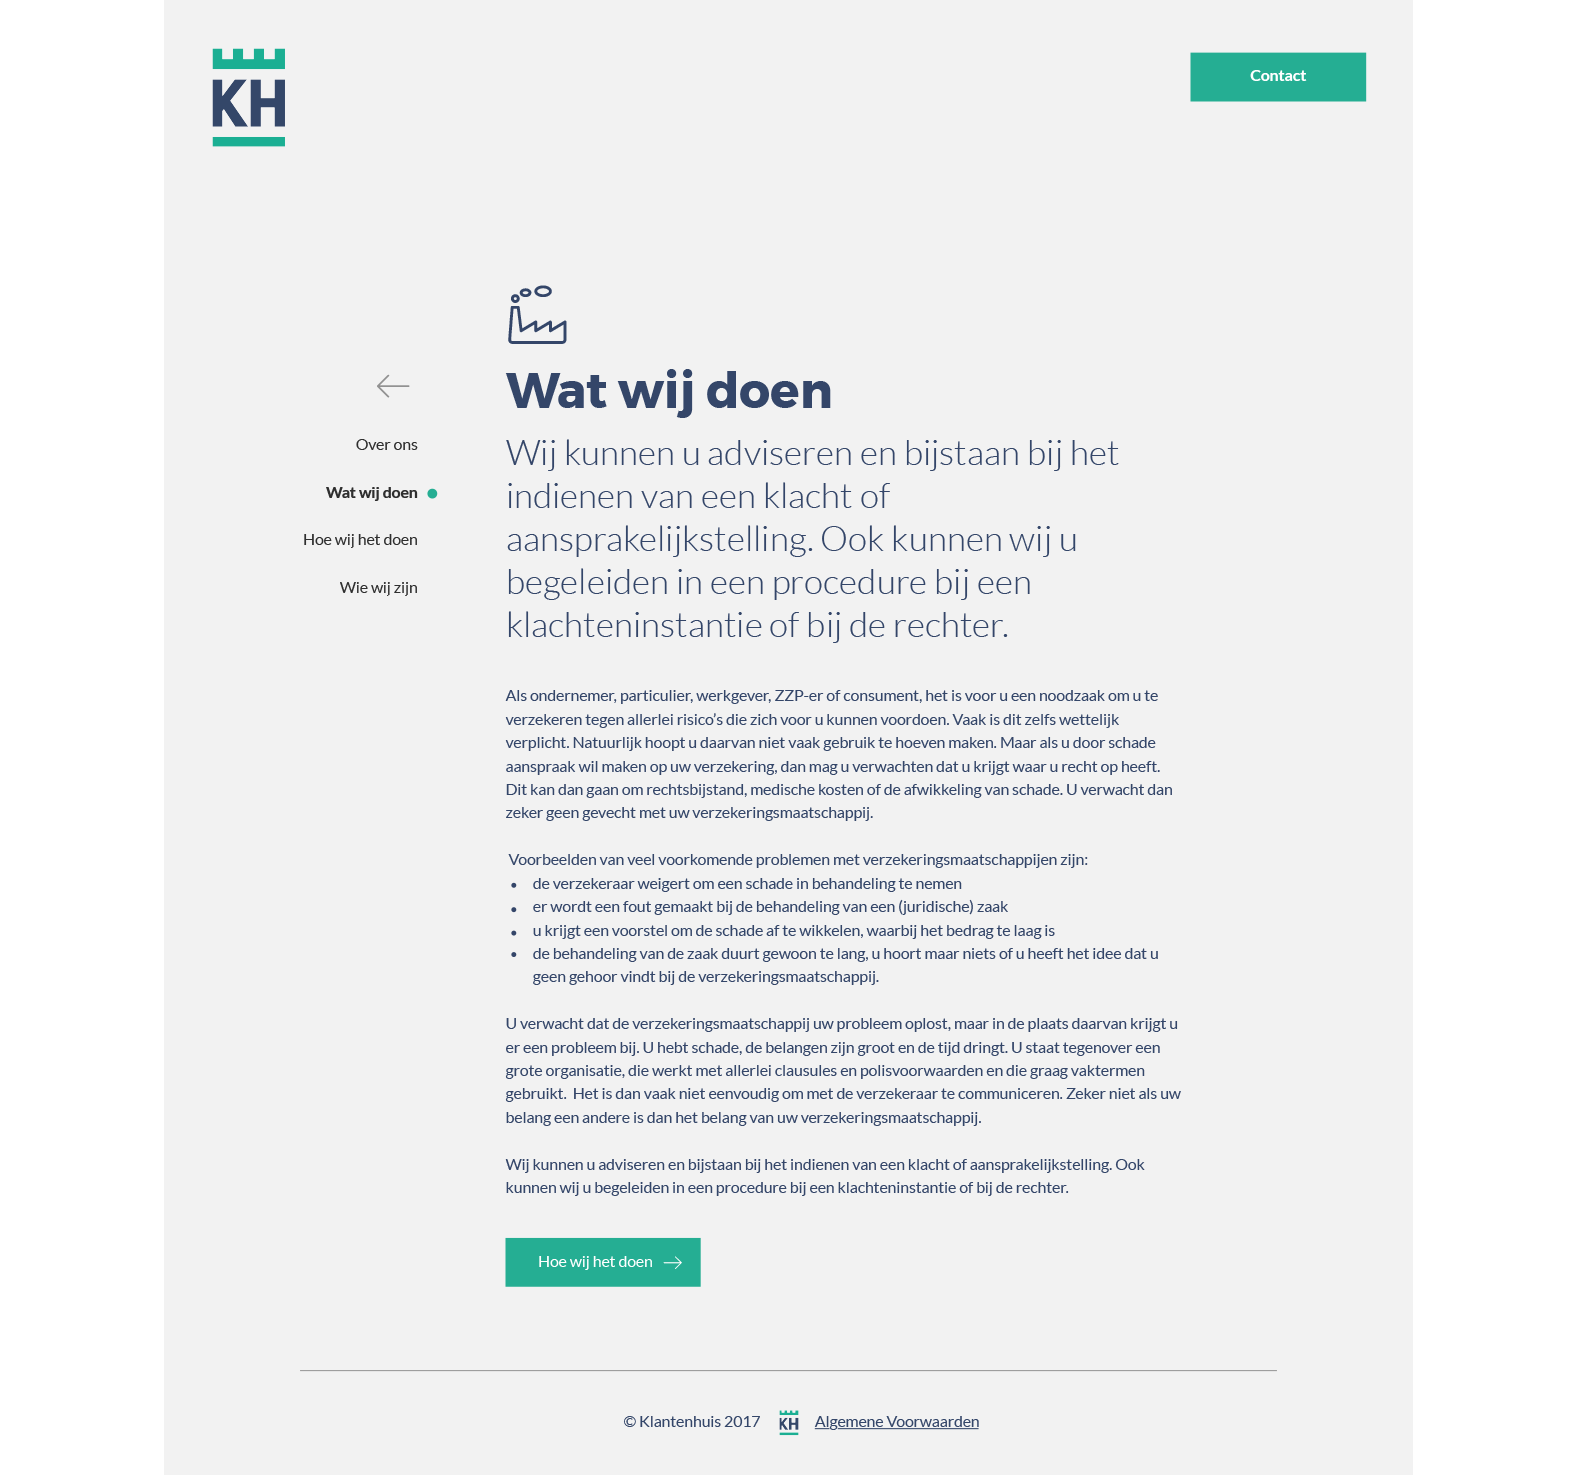 KH
Contact
Wat wij doen
Wij kunnen u adviseren en bijstaan bij het
indienen van een klacht of
aansprakelijkstelling. Ook kunnen wij u
begeleiden in een procedure bij een
klachteninstantie of bij de rechter.
Over ons
Wat wij doen
Hoe wij het doen
Wie wij zijn
Als ondernemer, particulier, werkgever, ZZP-er of consument, het is voor u een noodzaak om u te
verzekeren tegen allerlei risico’s die zich voor u kunnen voordoen. Vaak is dit zelfs wettelijk
verplicht. Natuurlijk hoopt u daarvan niet vaak gebruik te hoeven maken. Maar als u door schade
aanspraak wil maken op uw verzekering, dan mag u verwachten dat u krijgt waar u recht op heeft.
Dit kan dan gaan om rechtsbijstand, medische kosten of de afwikkeling van schade. U verwacht dan
zeker geen gevecht met uw verzekeringsmaatschappij.
Voorbeelden van veel voorkomende problemen met verzekeringsmaatschappijen zijn:
• de verzekeraar weigert om een schade in behandeling te nemen
• er wordt een fout gemaakt bij de behandeling van een (juridische) zaak
• u krijgt een voorstel om de schade af te wikkelen, waarbij het bedrag te laag is
• de behandeling van de zaak duurt gewoon te lang, u hoort maar niets of u heeft het idee dat u
geen gehoor vindt bij de verzekeringsmaatschappij.
U verwacht dat de verzekeringsmaatschappij uw probleem oplost, maar in de plaats daarvan krijgt u
er een probleem bij. U hebt schade, de belangen zijn groot en de tijd dringt. U staat tegenover een
grote organisatie, die werkt met allerlei clausules en polisvoorwaarden en die graag vaktermen
gebruikt.  Het is dan vaak niet eenvoudig om met de verzekeraar te communiceren. Zeker niet als uw
belang een andere is dan het belang van uw verzekeringsmaatschappij.
Wij kunnen u adviseren en bijstaan bij het indienen van een klacht of aansprakelijkstelling. Ook
kunnen wij u begeleiden in een procedure bij een klachteninstantie of bij de rechter.
Hoe wij het doen
© Klantenhuis 2017 KH Algemene Voorwaarden